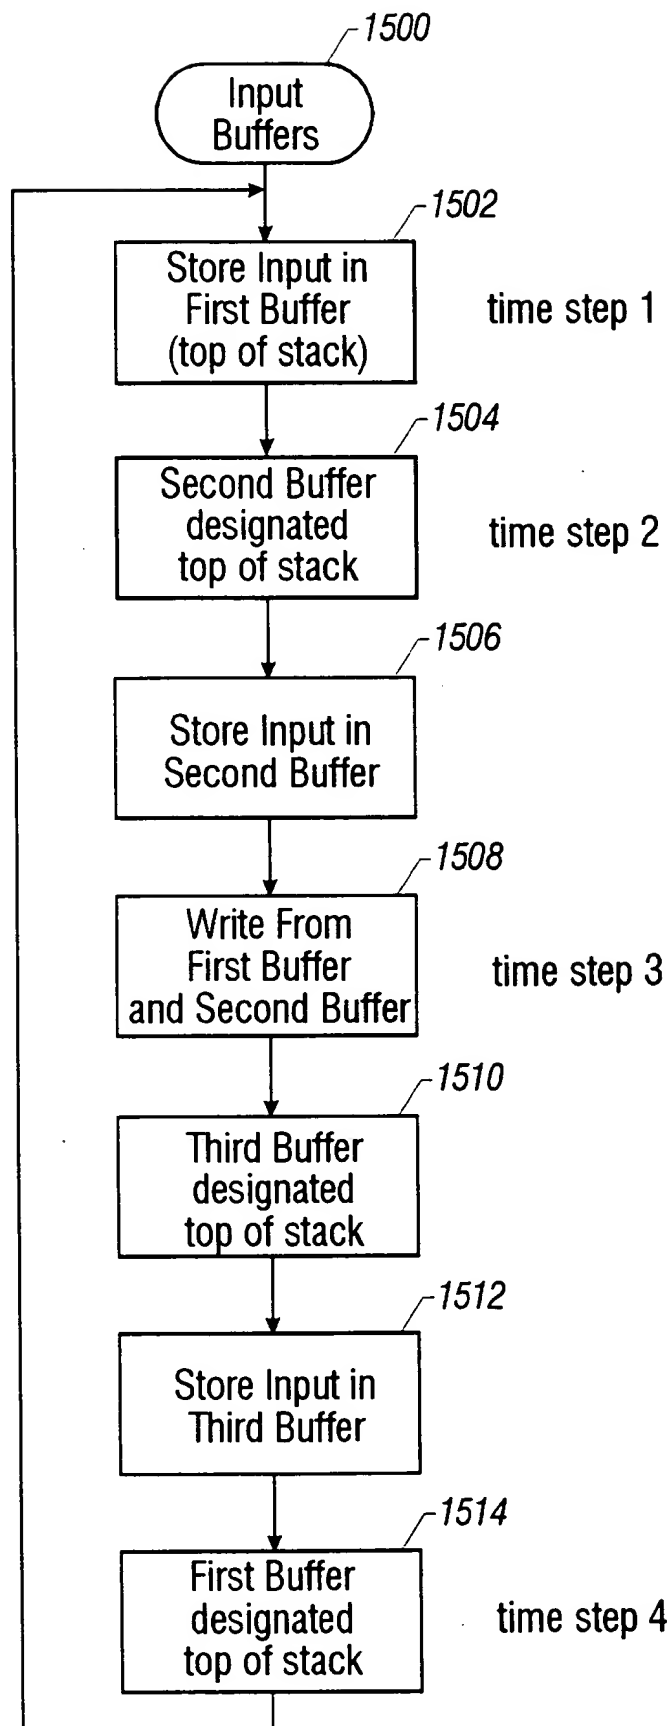 1500
Input
Buffers
1502
Store Input in
First Buffer
(top of stack)
time step 1
1504
Second Buffer
designated
top of stack
time step 2
1506
Store Input in
Second Buffer
1508
Write From
First Buffer
and Second Buffer
time step 3
1510
Third Buffer
designated
top of stack
1512
Store Input in
Third Buffer
1514
First Buffer
designated
top of stack
time step 4